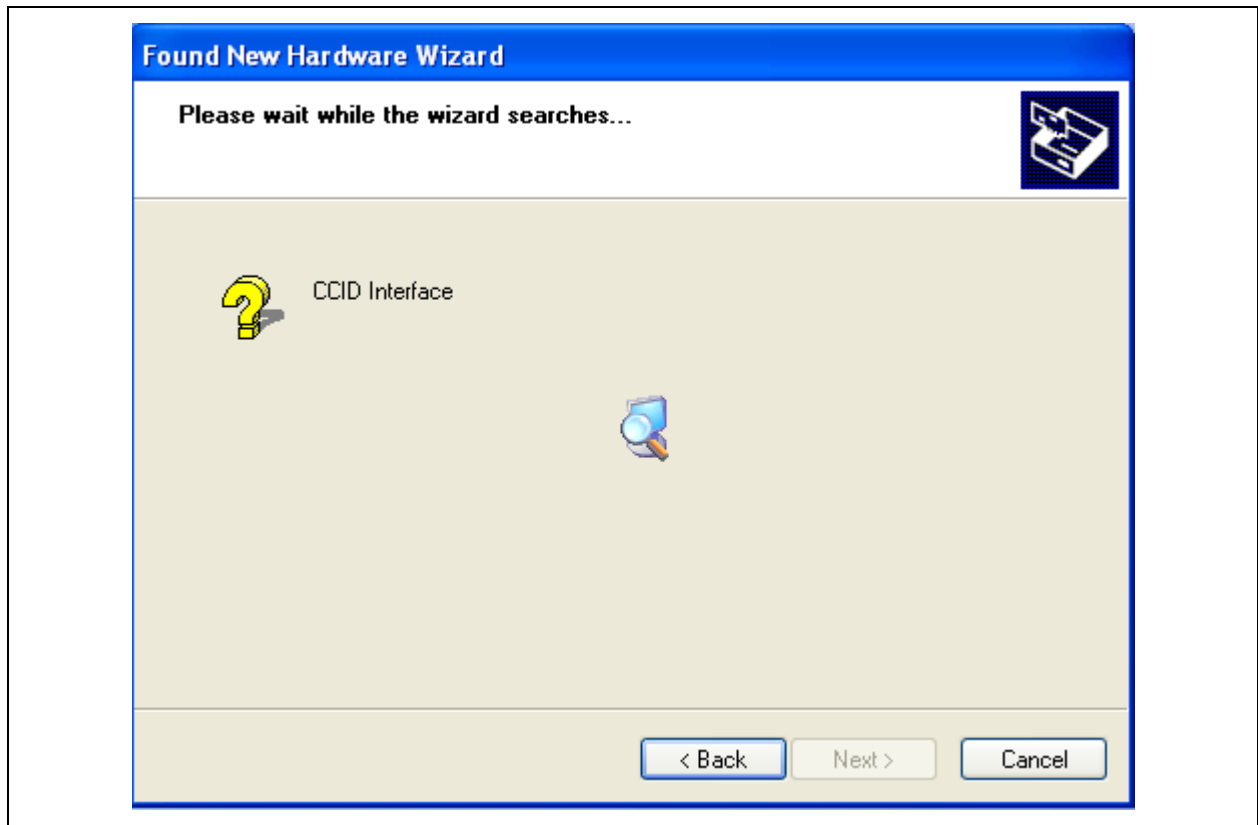 Found New Hardware Wizard
Please wait while the wizard searches...
CCID Interface
< Back
Next >
Cancel